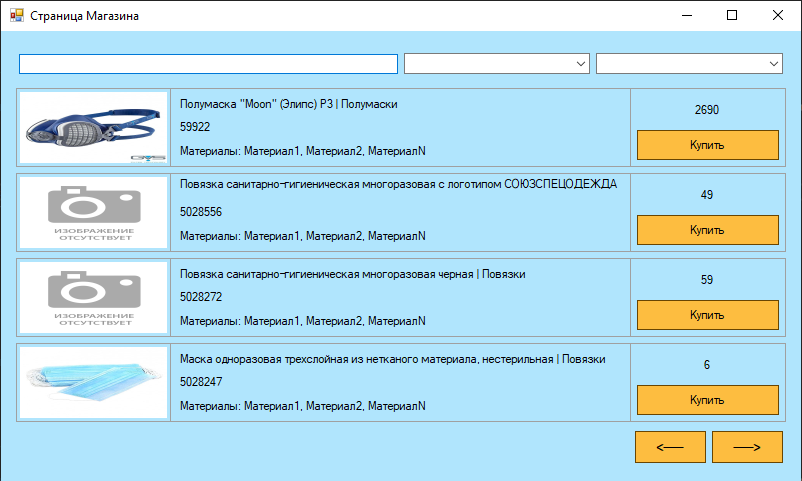 Страница Магазина
Полумаска "Moon" (Элипс) Р3 | Полумаски
59922
Материалы: Материал1, Материал2, МатериалN
2690
Купить
ИЗОБРАЖЕНИЕ
ОТСУТСТВУЕТ
Повязка санитарно-гигиеническая многоразовая с логотипом СОЮЗСПЕЦОДЕЖДА
5028556
Материалы: Материал1, Материал2, МатериалN
49
Купить
ИЗОБРАЖЕНИЕ
ОТСУТСТВУЕТ
Повязка санитарно-гигиеническая многоразовая черная | Повязки
5028272
Материалы: Материал1, Материал2, МатериалN
59
Купить
Маска одноразовая трехслойная из нетканого материала, нестерильная | Повязки
5028247
Материалы: Материал1, Материал2, МатериалN
6
Купить
<---- ---->